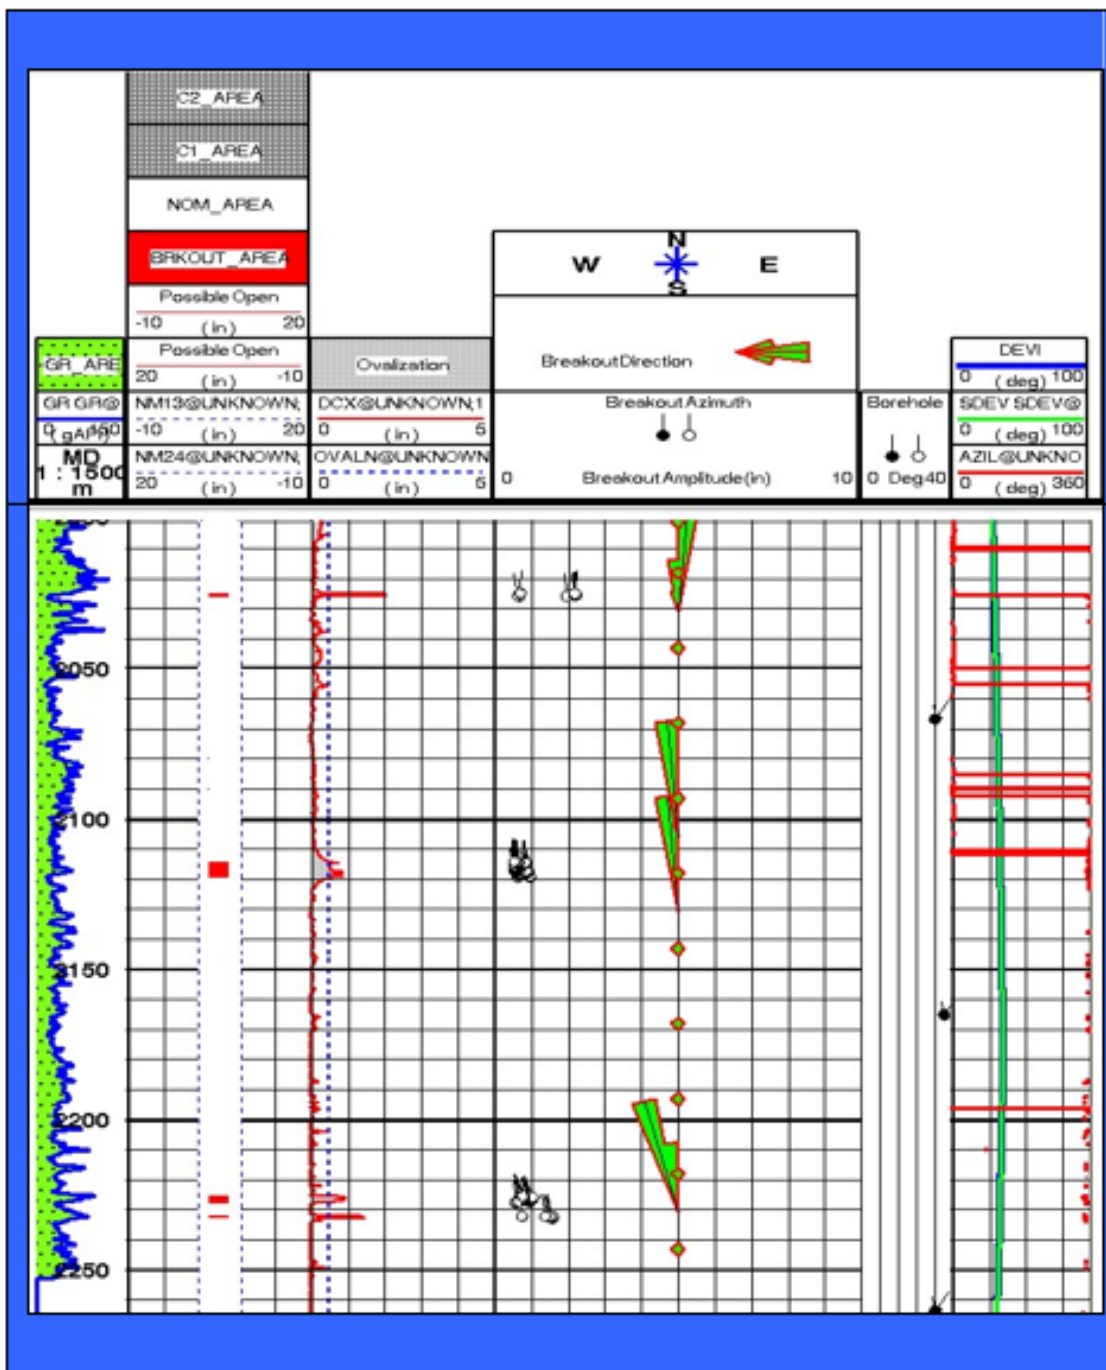 C2_AREA
C1_AREA
NOM_AREA
BRKOUT_AREA
Possible Open
-10 (in) 20
Possible Open
20 (in) -10
NM13@UNKNOWN;
-10 (in) 20
NM24@UNKNOWN;
20 (in) -10
GR_ARE
GR GR@
0 (gAPI) 150
MD
1 : 1500
m
Ovalization
DCX@UNKNOWN;1
0 (in) 5
OVALN@UNKNOWN
0 (in) 5
N
W E
S
Breakout Direction
Breakout Azimuth
0 Breakout Amplitude(in) 10
Borehole
0 Deg 40
DEVI
0 (deg) 100
SDEV SDEV@
0 (deg) 100
AZIL@UNKNO
0 (deg) 360
2050
2100
2150
2200
2250